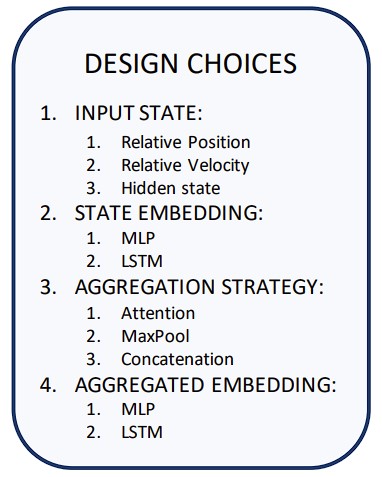 DESIGN CHOICES
1. INPUT STATE:
1. Relative Position
2. Relative Velocity
3. Hidden state
2. STATE EMBEDDING:
1. MLP
2. LSTM
3. AGGREGATION STRATEGY:
1. Attention
2. MaxPool
3. Concatenation
4. AGGREGATED EMBEDDING:
1. MLP
2. LSTM